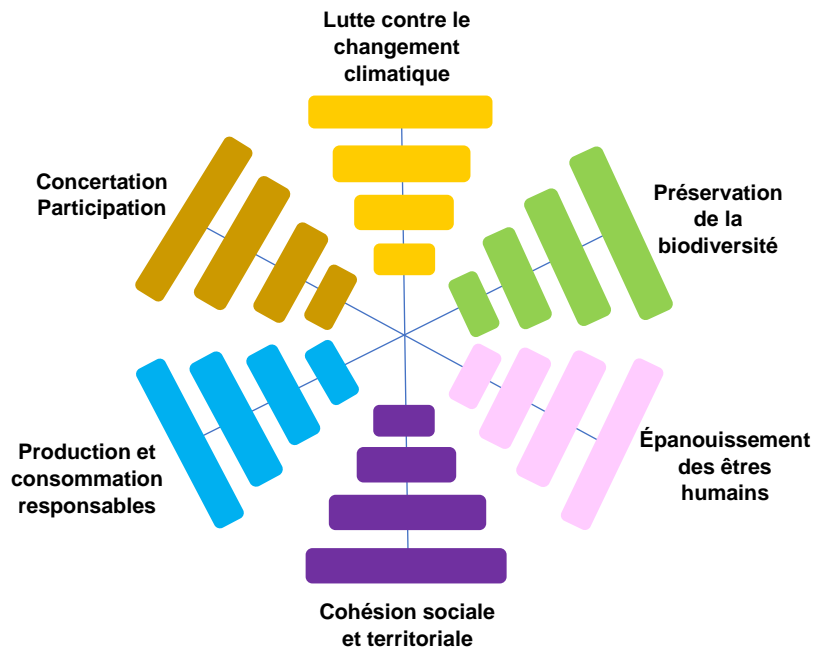 Lutte contre le
changement
climatique
Concertation
Participation
Préservation
de la
biodiversité
Production et
consommation
responsables
Épanouissement
des êtres
humains
Cohésion sociale
et territoriale